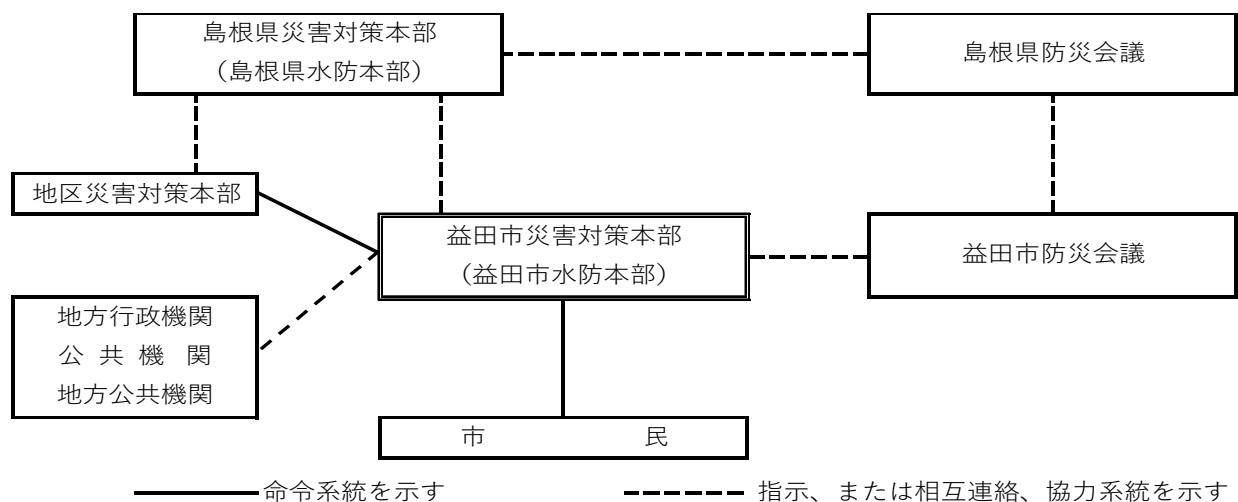 島根県災害対策本部
（島根県水防本部）
島根県防災会議
地区災害対策本部
益田市災害対策本部
（益田市水防本部）
益田市防災会議
地方行政機関
公共機関
地方公共機関
市　民
命令系統を示す
指示、または相互連絡、協力系統を示す